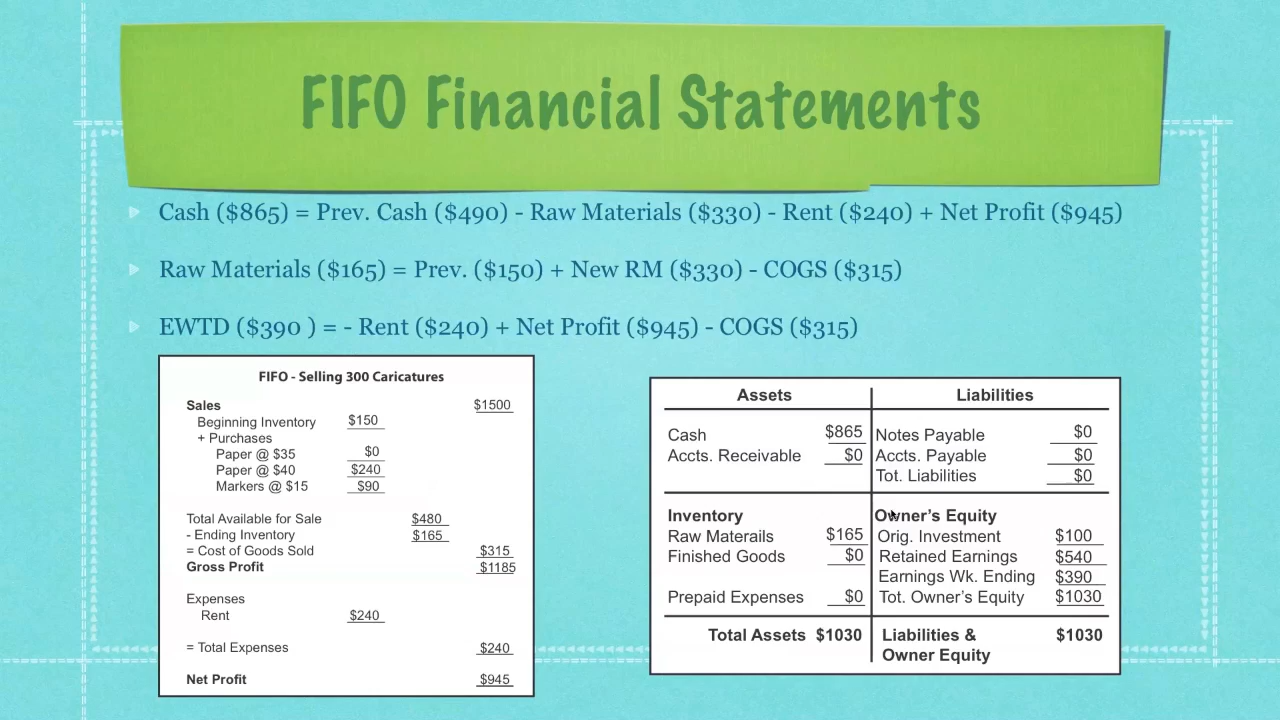 FIFO Financial Statements
Cash ($865) = Prev. Cash ($490) - Raw Materials ($330) - Rent ($240) + Net Profit ($945)
Raw Materials ($165) = Prev. ($150) + New RM ($330) - COGS ($315)
EWTD ($390 ) = - Rent ($240) + Net Profit ($945) - COGS ($315)
FIFO - Selling 300 Caricatures
Sales $1500
Beginning Inventory $150
+ Purchases
Paper @ $35 $0
Paper @ $40 $240
Markers @ $15 $90
Total Available for Sale $480
- Ending Inventory $165
= Cost of Goods Sold $315
Gross Profit $1185
Expenses
Rent $240
= Total Expenses $240
Net Profit $945
Assets Liabilities
Cash $865 Notes Payable $0
Accts. Receivable $0 Accts. Payable $0
Tot. Liabilities $0
Inventory Owner's Equity
Raw Materails $165 Orig. Investment $100
Finished Goods $0 Retained Earnings $540
Earnings Wk. Ending $390
Prepaid Expenses $0 Tot. Owner's Equity $1030
Total Assets $1030 Liabilities & $1030
Owner Equity